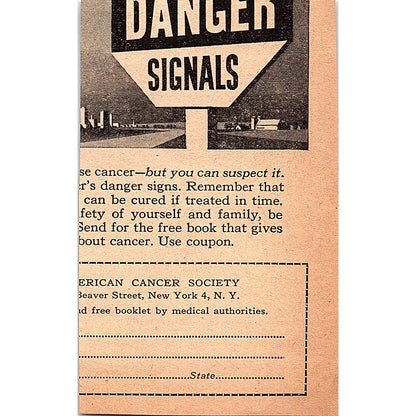 DANGER
SIGNALS
se cancer—but you can suspect it.
r's danger signs. Remember that
can be cured if treated in time.
fety of yourself and family, be
Send for the free book that gives
bout cancer. Use coupon.
ERICAN CANCER SOCIETY
Beaver Street, New York 4, N. Y.
d free booklet by medical authorities.
State